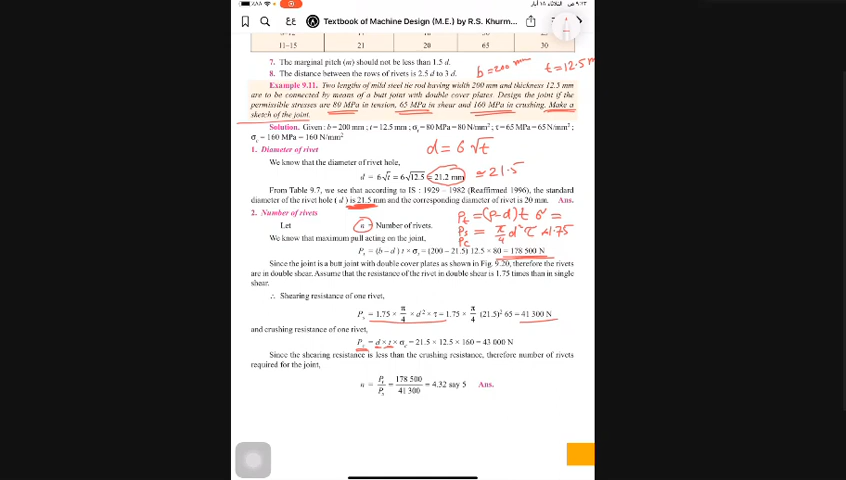 ٩:٢٣ ص الثلاثاء ١٥ أبار
٪٨٨
Textbook of Machine Design (M.E.) by R.S. Khurm...
11–15 21 20 65 30
7. The marginal pitch (m) should not be less than 1.5 d.
8. The distance between the rows of rivets is 2.5 d to 3 d.
b=200 mm t=12.5 m
Example 9.11. Two lengths of mild steel tie rod having width 200 mm and thickness 12.5 mm
are to be connected by means of a butt joint with double cover plates. Design the joint if the
permissible stresses are 80 MPa in tension, 65 MPa in shear and 160 MPa in crushing. Make a
sketch of the joint.
Solution. Given : b = 200 mm ; t = 12.5 mm ; σt = 80 MPa = 80 N/mm² ; τ = 65 MPa = 65 N/mm² ;
σc = 160 MPa = 160 N/mm²
1. Diameter of rivet
d = 6 √t
We know that the diameter of rivet hole,
d = 6√t = 6√12.5 = 21.2 mm
≃ 21.5
From Table 9.7, we see that according to IS : 1929 – 1982 (Reaffirmed 1996), the standard
diameter of the rivet hole ( d ) is 21.5 mm and the corresponding diameter of rivet is 20 mm. Ans.
2. Number of rivets
Pt = (P-d) t σ =
Let n = Number of rivets.
Ps = π/4 d² τ x1.75
Pc
We know that maximum pull acting on the joint,
Pt = (b – d ) t × σt = (200 – 21.5) 12.5 × 80 = 178 500 N
Since the joint is a butt joint with double cover plates as shown in Fig. 9.20, therefore the rivets
are in double shear. Assume that the resistance of the rivet in double shear is 1.75 times than in single
shear.
∴ Shearing resistance of one rivet,
Ps = 1.75 × π/4 × d² × τ = 1.75 × π/4 (21.5)² 65 = 41 300 N
and crushing resistance of one rivet,
Pc = d × t × σc = 21.5 × 12.5 × 160 = 43 000 N
Since the shearing resistance is less than the crushing resistance, therefore number of rivets
required for the joint,
n = Pt/Ps = 178 500/41 300 = 4.32 say 5 Ans.